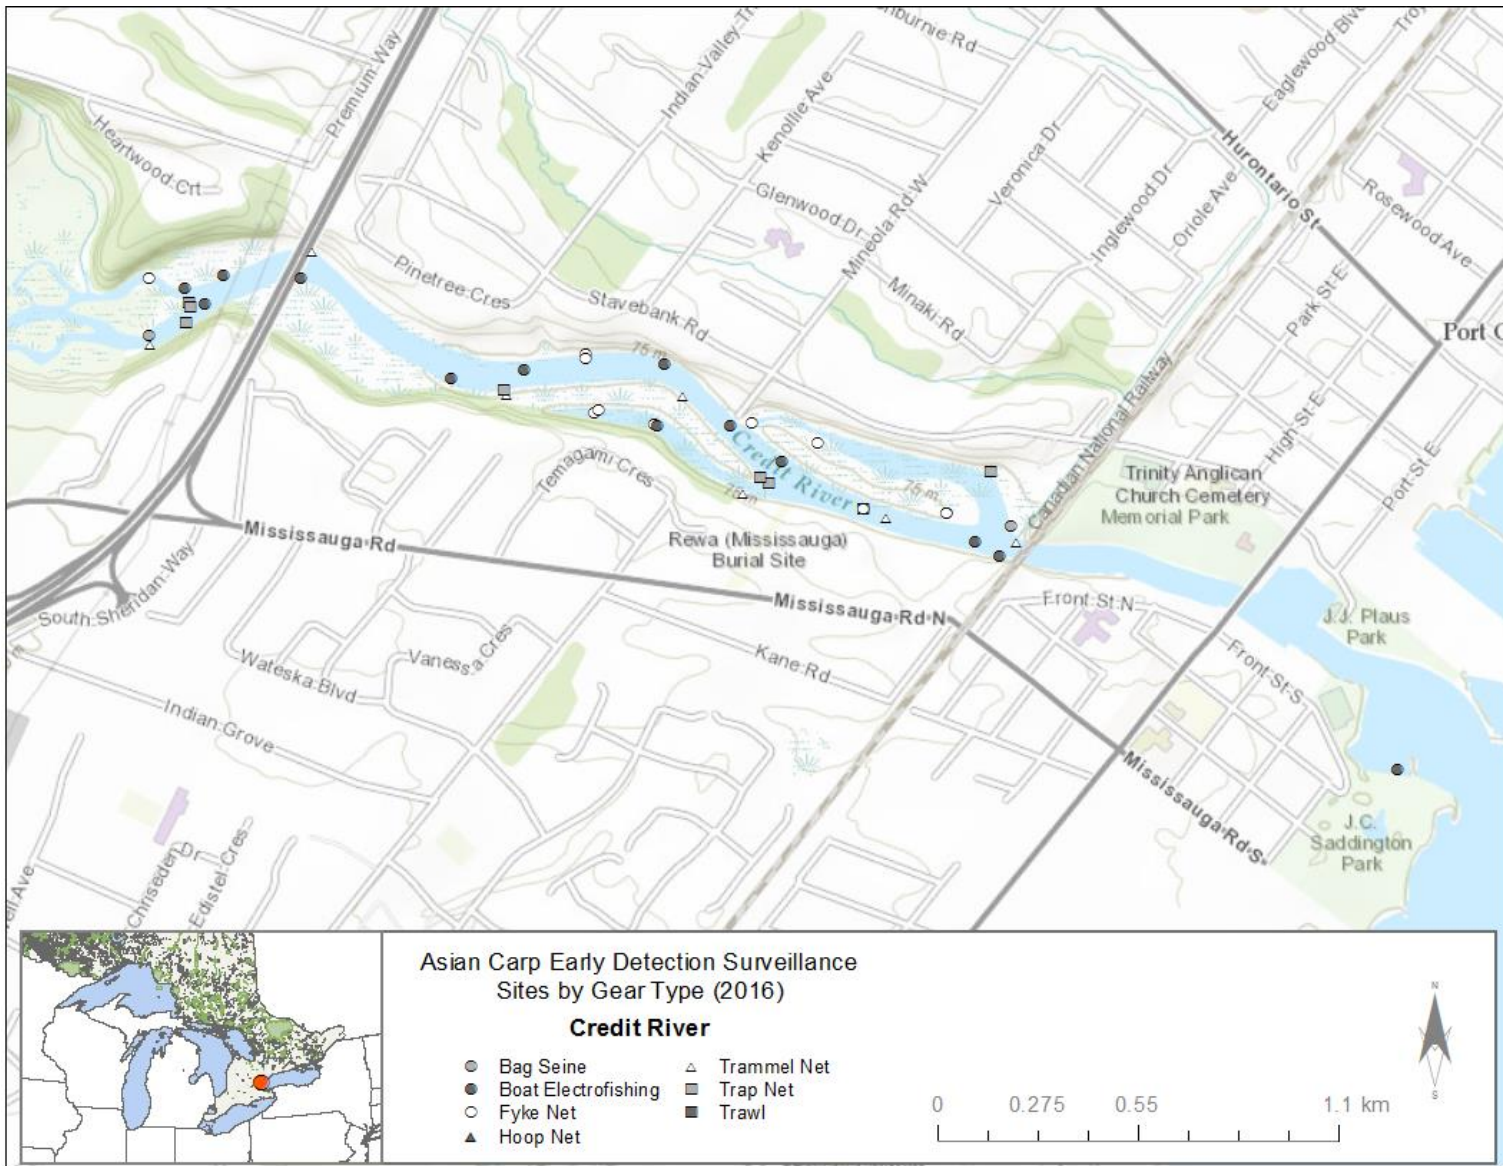 Premium Way
Indian Valley
Eaglewood Blv
Heartwood Crt
Kenollie Ave
Veronica Dr
Hurontario St
Glenwood Dr
Mineola Rd W
Inglewood Dr
Oriole Ave
Rosewood Ave
Pinetree Cres
Stavebank Rd
Minaki Rd
Park St E
Port
75 m
Canadian National Railway
High St E
Port St E
Credit River
75 m
75 m
Temagami Cres
Trinity Anglican
Church Cemetery
Memorial Park
Mississauga Rd
Rewa (Mississauga)
Burial Site
South Sheridan Way
Mississauga Rd N
Front St N
J.J. Plaus
Park
Vanessa Cres
Wateska Blvd
Kane Rd
Front St S
Indian Grove
Mississauga Rd S
J.C.
Saddington
Park
Chriseden Dr
Edistel Cres
Ave
Asian Carp Early Detection Surveillance
Sites by Gear Type (2016)
Credit River
Bag Seine
Boat Electrofishing
Fyke Net
Hoop Net
Trammel Net
Trap Net
Trawl
0 0.275 0.55 1.1 km
N
S